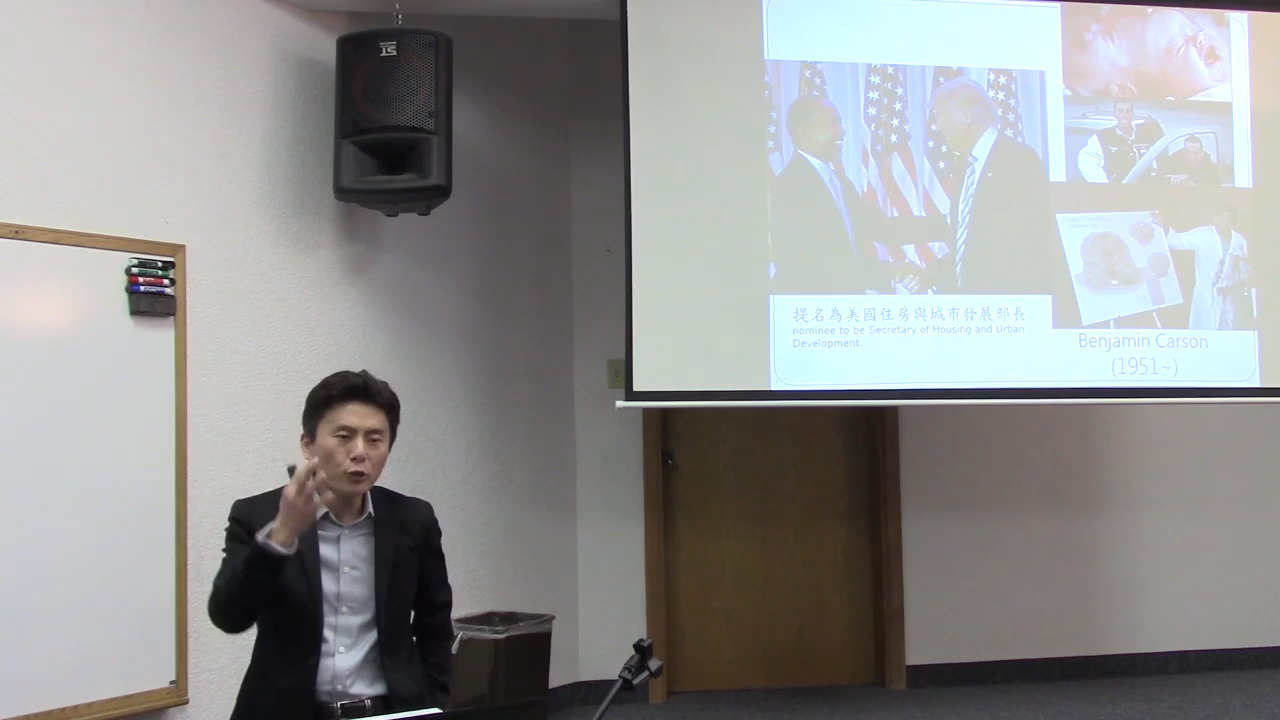 提名為美國住房與城市發展部長
nominee to be Secretary of Housing and Urban
Development
Benjamin Carson
(1951~)